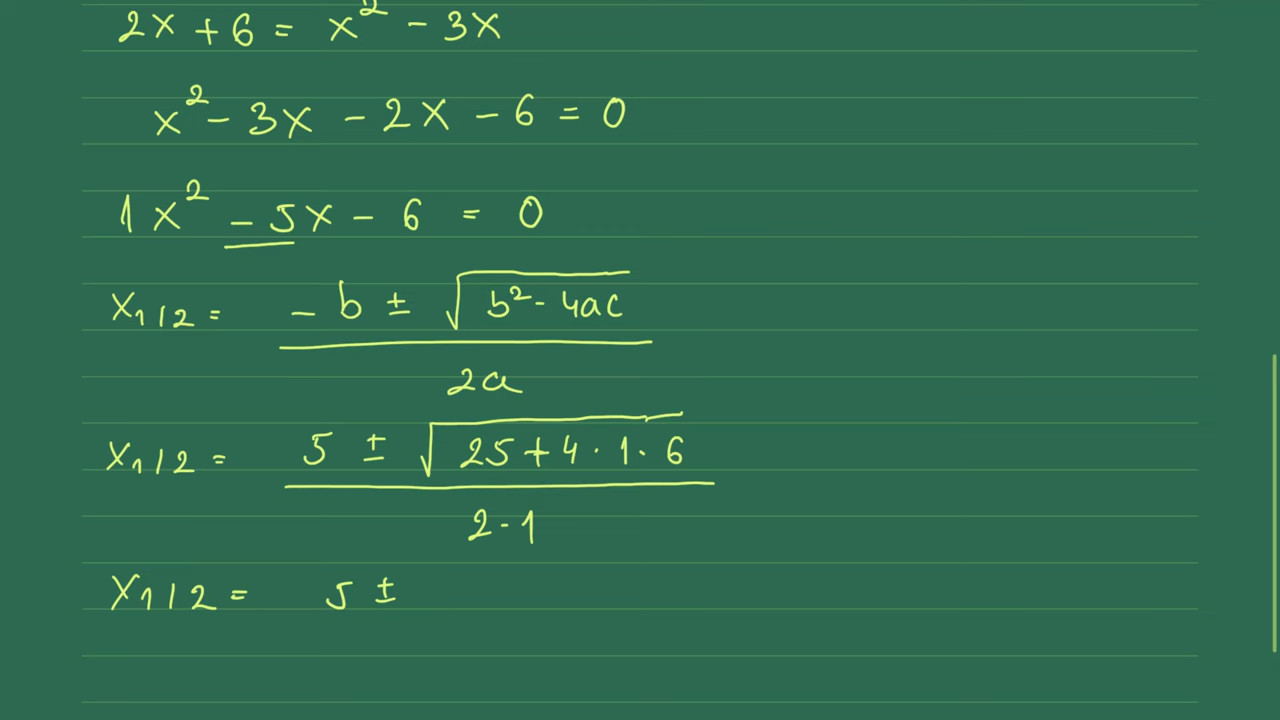 2x + 6 = x² - 3x
x² - 3x - 2x - 6 = 0
1x² - 5x - 6 = 0
x₁/₂ = - b ± √(b² - 4ac)
2a
x₁/₂ = 5 ± √(25 + 4 · 1 · 6)
2 · 1
x₁/₂ = 5 ±